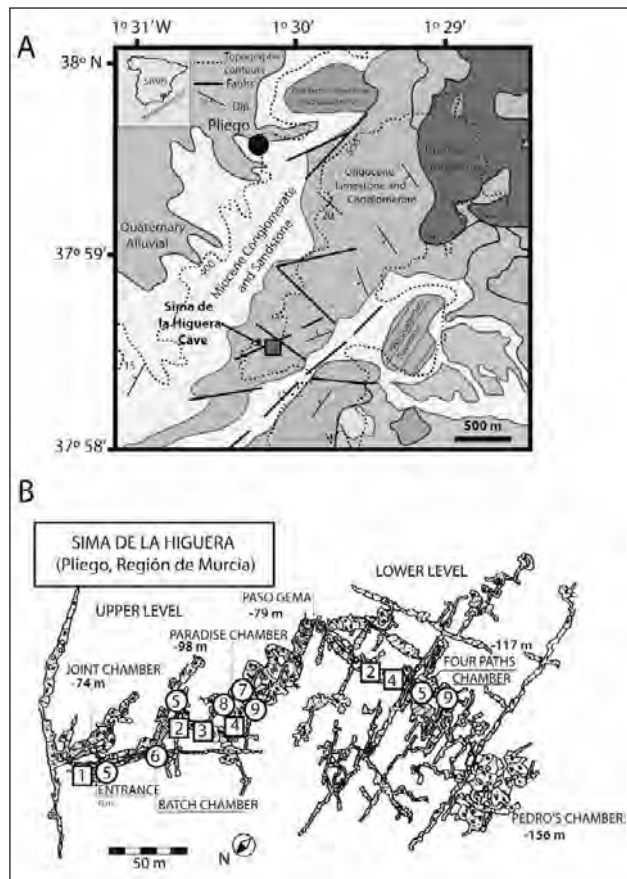 A
1º 31' W
1º 30'
1º 29'
38º N
Topographic
contours
Faults
Dip
SPAIN
Pliego
Oligocene
Limestone and
Conglomerate
Quaternary
Alluvial
Miocene Conglomerate
and Sandstone
400
20
15
37º 59'
Sima de
la Higuera
Cave
37º 58'
500 m
B
SIMA DE LA HIGUERA
(Pliego, Región de Murcia)
UPPER LEVEL
LOWER LEVEL
PASO GEMA
-79 m
PARADISE CHAMBER
-98 m
JOINT CHAMBER
-74 m
-117 m
FOUR PATHS
CHAMBER
5
7
8
9
2
3
4
2
4
5
9
6
1
5
ENTRANCE
BATCH CHAMBER
PEDRO'S CHAMBER
-156 m
N
50 m